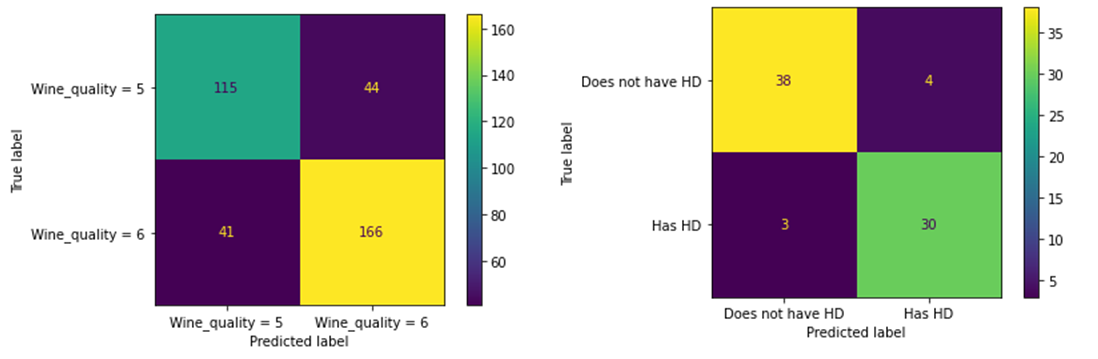 160
140
120
100
80
60
Wine_quality = 5
115
44
Wine_quality = 6
41
166
True label
Wine_quality = 5
Wine_quality = 6
Predicted label
35
30
25
20
15
10
5
Does not have HD
38
4
Has HD
3
30
True label
Does not have HD
Has HD
Predicted label